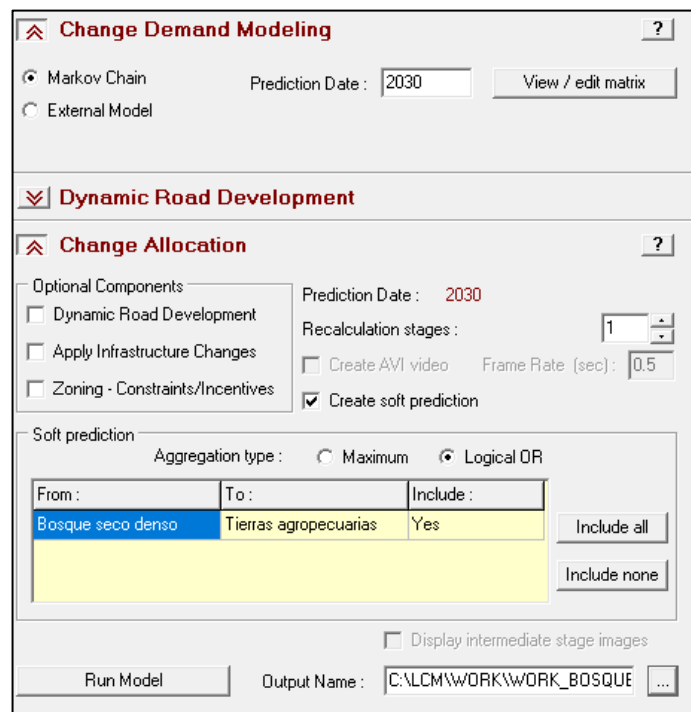 Change Demand Modeling ?
Markov Chain Prediction Date : 2030 View / edit matrix
External Model
Dynamic Road Development
Change Allocation ?
Optional Components Prediction Date : 2030
Dynamic Road Development Recalculation stages : 1
Apply Infrastructure Changes Create AVI video Frame Rate (sec) : 0.5
Zoning - Constraints/Incentives Create soft prediction
Soft prediction
Aggregation type : Maximum Logical OR
From : To : Include :
Bosque seco denso Tierras agropecuarias Yes Include all
Include none
Display intermediate stage images
Run Model Output Name : C:\LCM\WORK\WORK_BOSQUE ...